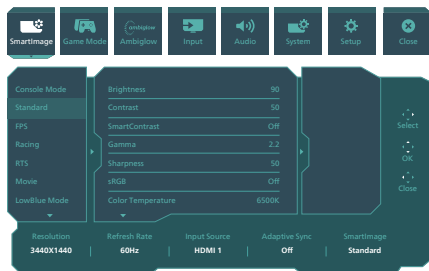 SmartImage
Game Mode
ambiglow
Ambiglow
Input
Audio
System
Setup
Close
Console Mode
Standard
FPS
Racing
RTS
Movie
LowBlue Mode
Brightness 90
Contrast 50
SmartContrast Off
Gamma 2.2
Sharpness 50
sRGB Off
Color Temperature 6500K
Select
OK
Close
Resolution Refresh Rate Input Source Adaptive Sync SmartImage
3440X1440 60Hz HDMI 1 Off Standard